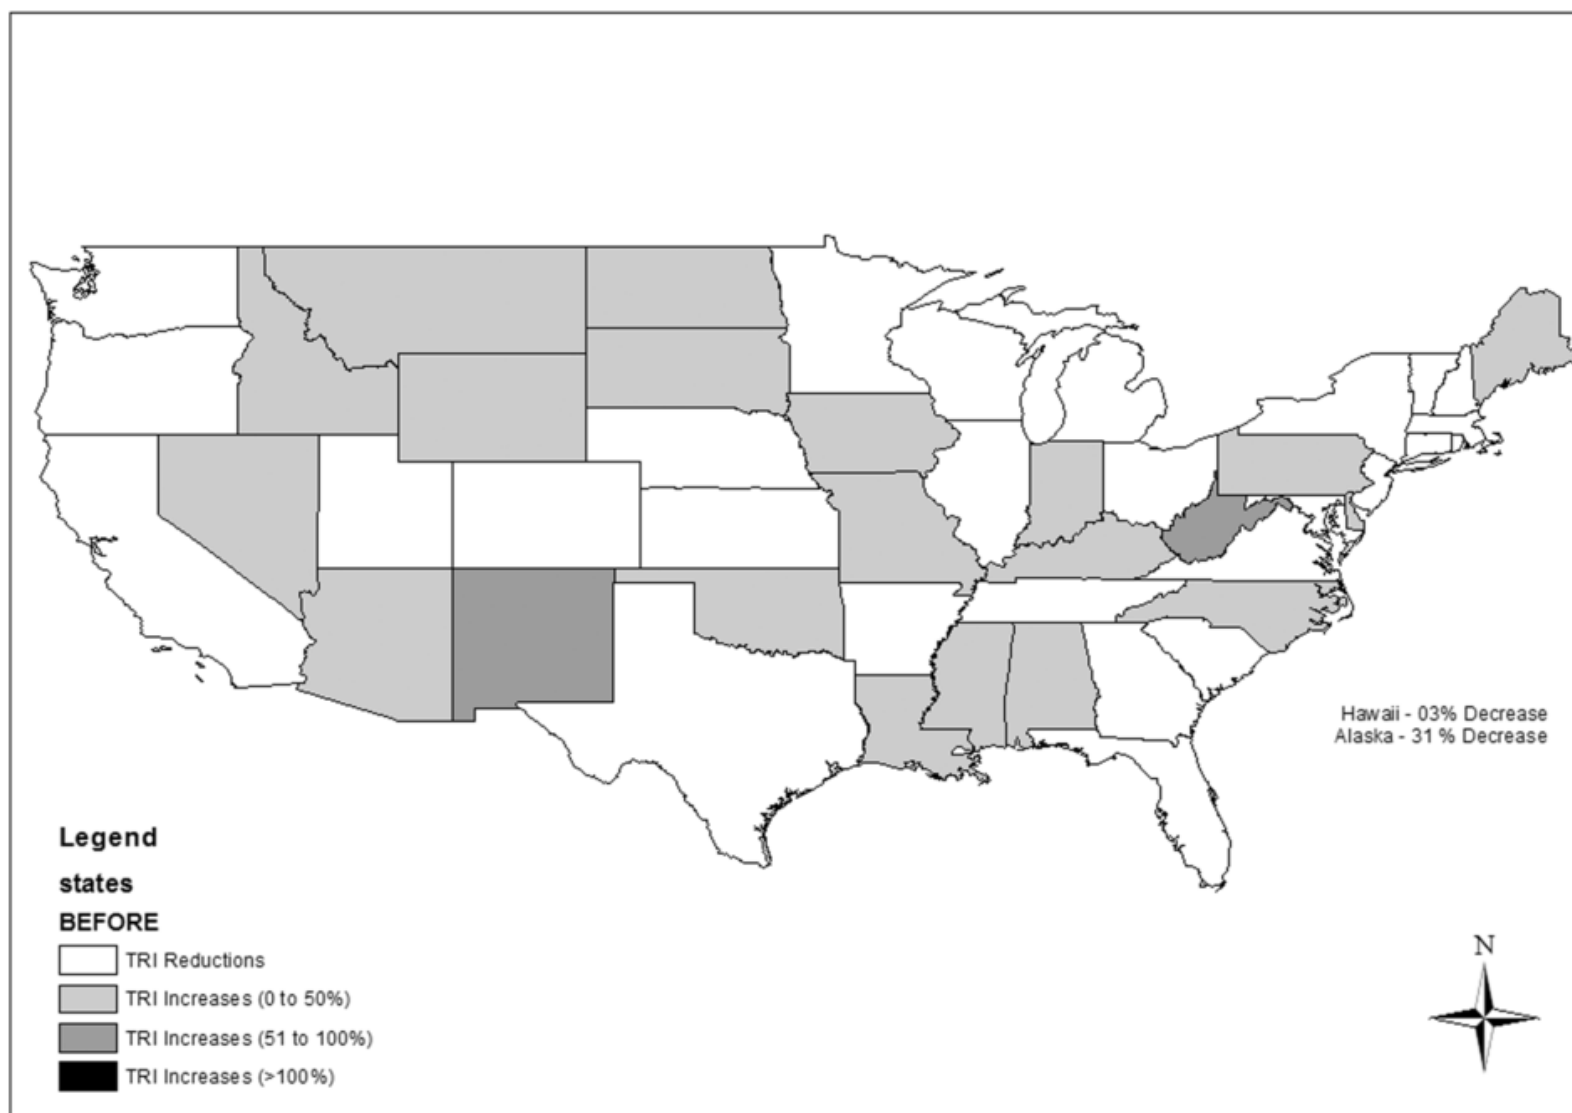 Hawaii - 03% Decrease
Alaska - 31 % Decrease
Legend
states
BEFORE
TRI Reductions
TRI Increases (0 to 50%)
TRI Increases (51 to 100%)
TRI Increases (>100%)
N